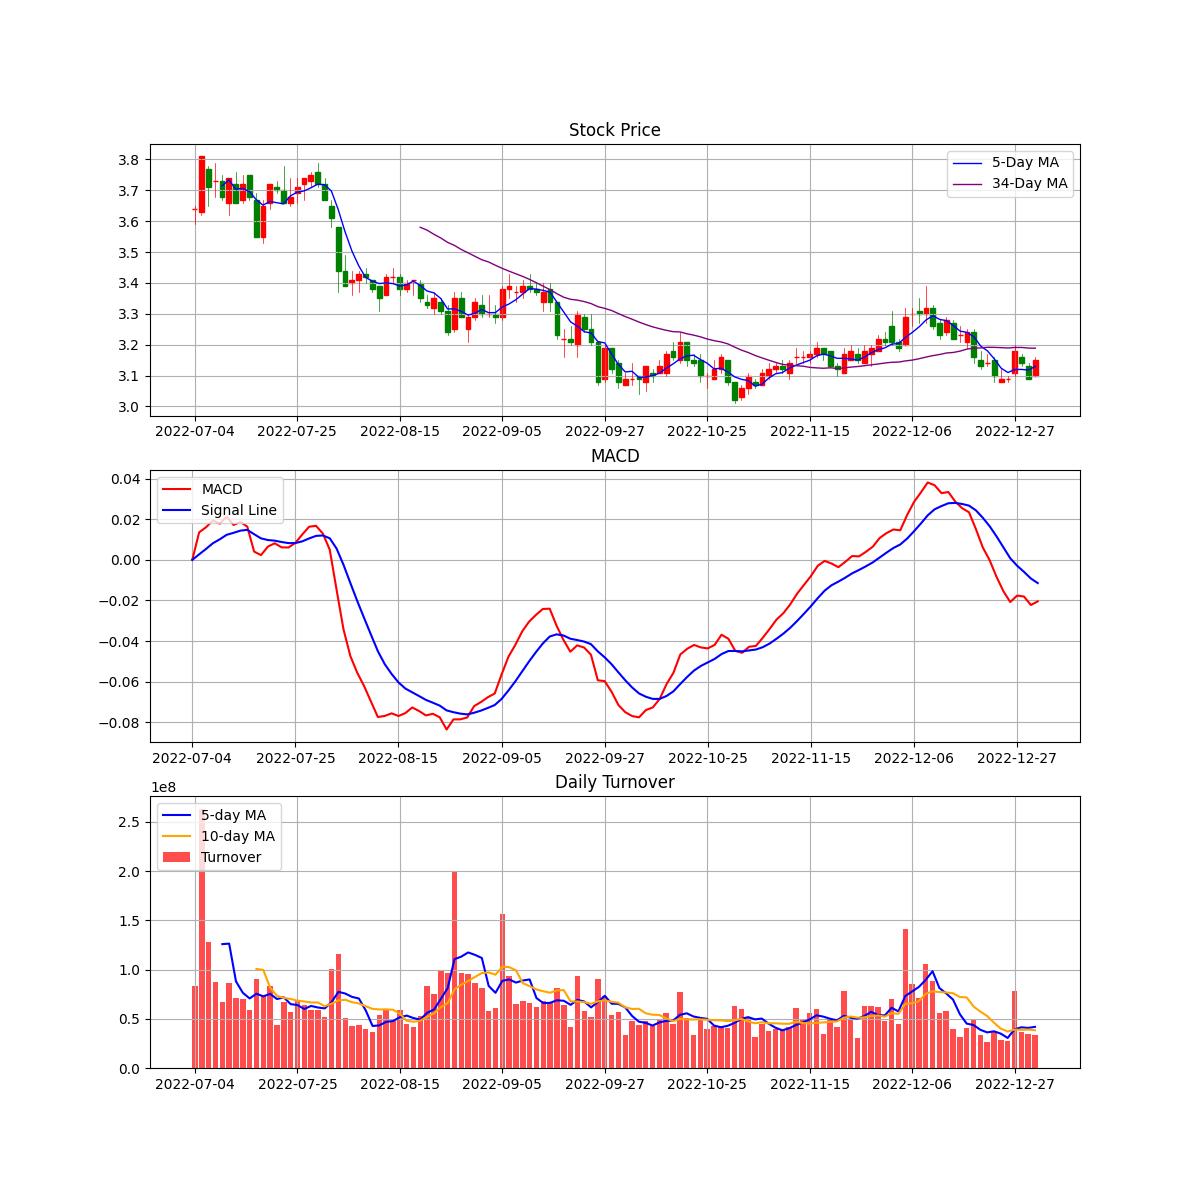 Stock Price
3.8
3.7
3.6
3.5
3.4
3.3
3.2
3.1
3.0
5-Day MA
34-Day MA
2022-07-04 2022-07-25 2022-08-15 2022-09-05 2022-09-27 2022-10-25 2022-11-15 2022-12-06 2022-12-27
MACD
0.04
0.02
0.00
−0.02
−0.04
−0.06
−0.08
MACD
Signal Line
2022-07-04 2022-07-25 2022-08-15 2022-09-05 2022-09-27 2022-10-25 2022-11-15 2022-12-06 2022-12-27
Daily Turnover
1e8
2.5
2.0
1.5
1.0
0.5
0.0
5-day MA
10-day MA
Turnover
2022-07-04 2022-07-25 2022-08-15 2022-09-05 2022-09-27 2022-10-25 2022-11-15 2022-12-06 2022-12-27